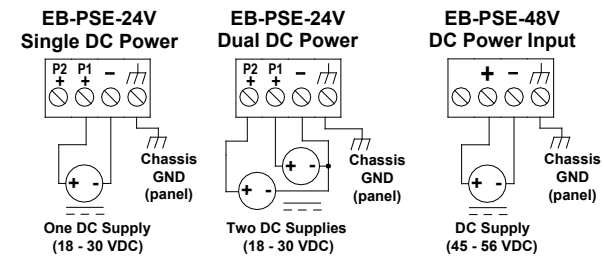 EB-PSE-24V
Single DC Power
P2 P1 −
+ +
+ -
Chassis
GND
(panel)
One DC Supply
(18 - 30 VDC)
EB-PSE-24V
Dual DC Power
P2 P1 −
+ +
+ -
+ -
Chassis
GND
(panel)
Two DC Supplies
(18 - 30 VDC)
EB-PSE-48V
DC Power Input
+ −
+ -
Chassis
GND
(panel)
DC Supply
(45 - 56 VDC)